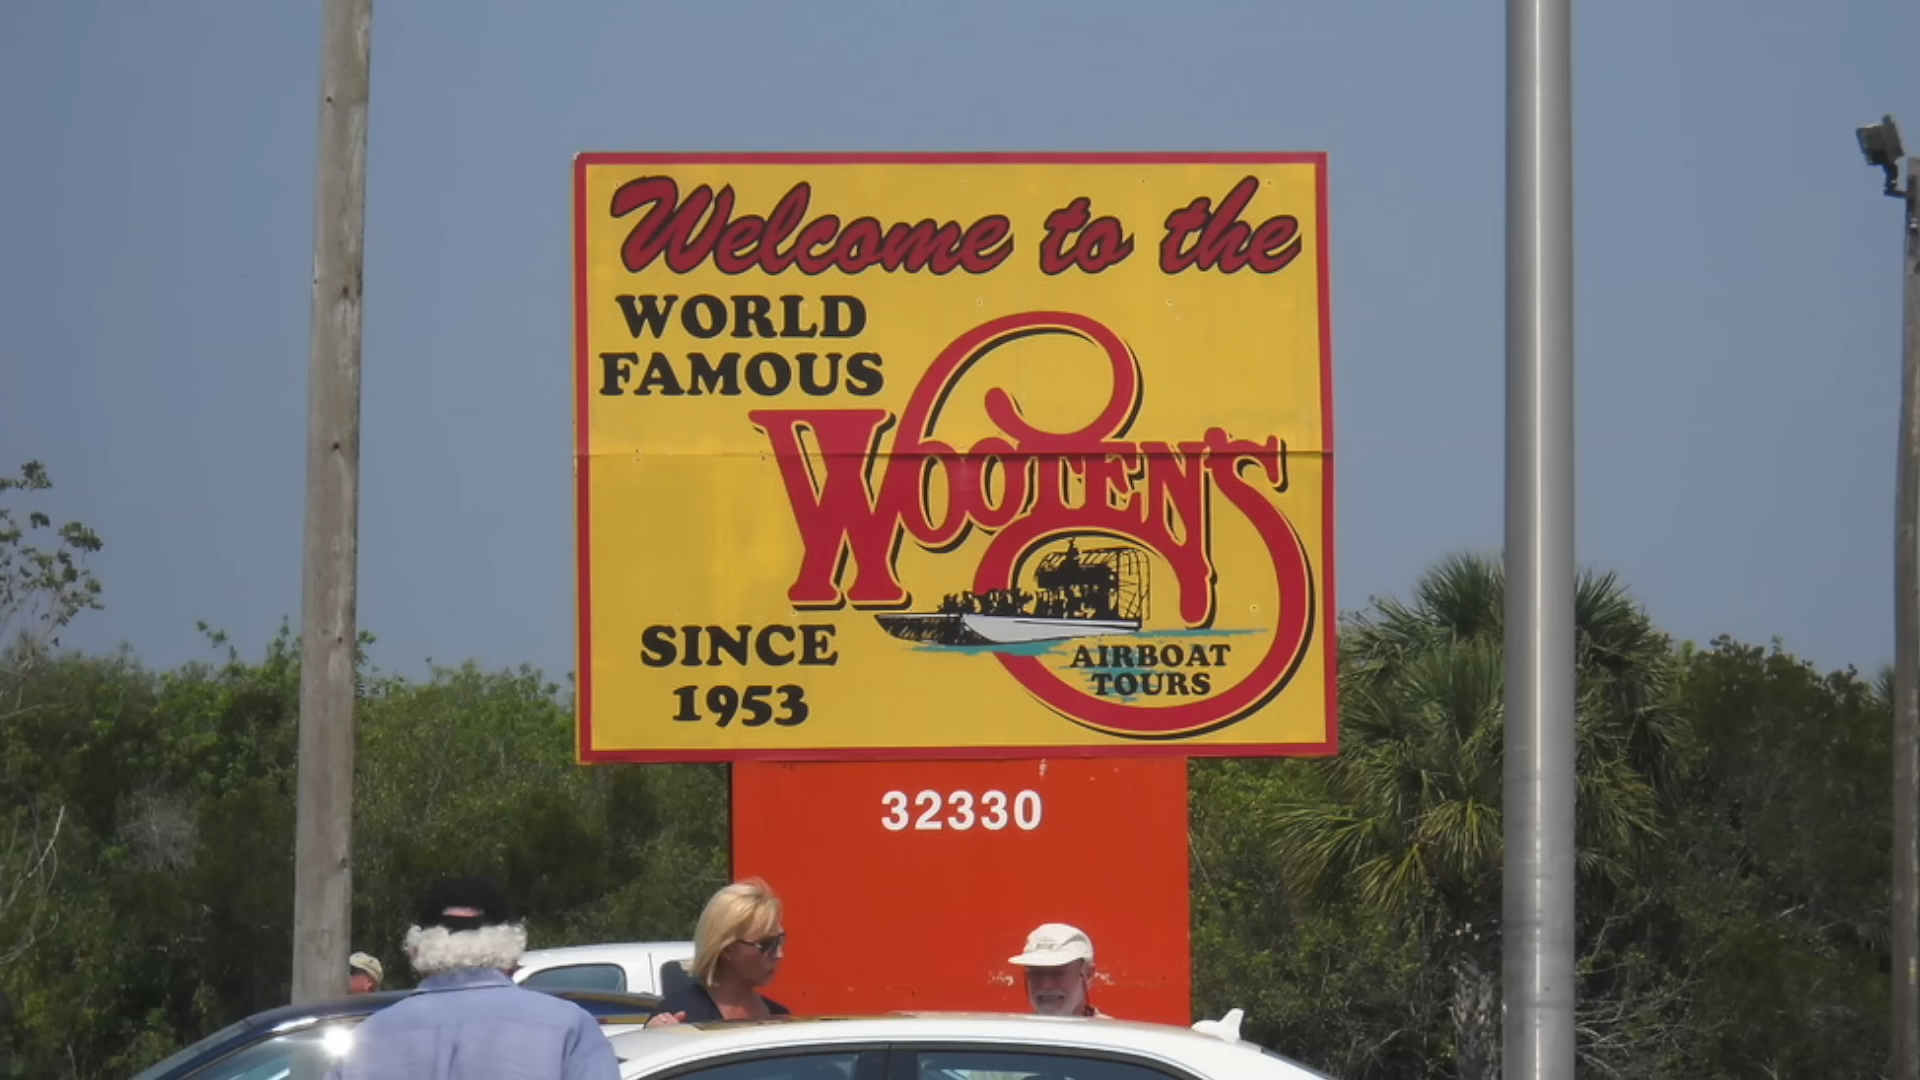 Welcome to the
WORLD
FAMOUS
WOOTEN'S
SINCE
1953
AIRBOAT
TOURS
32330